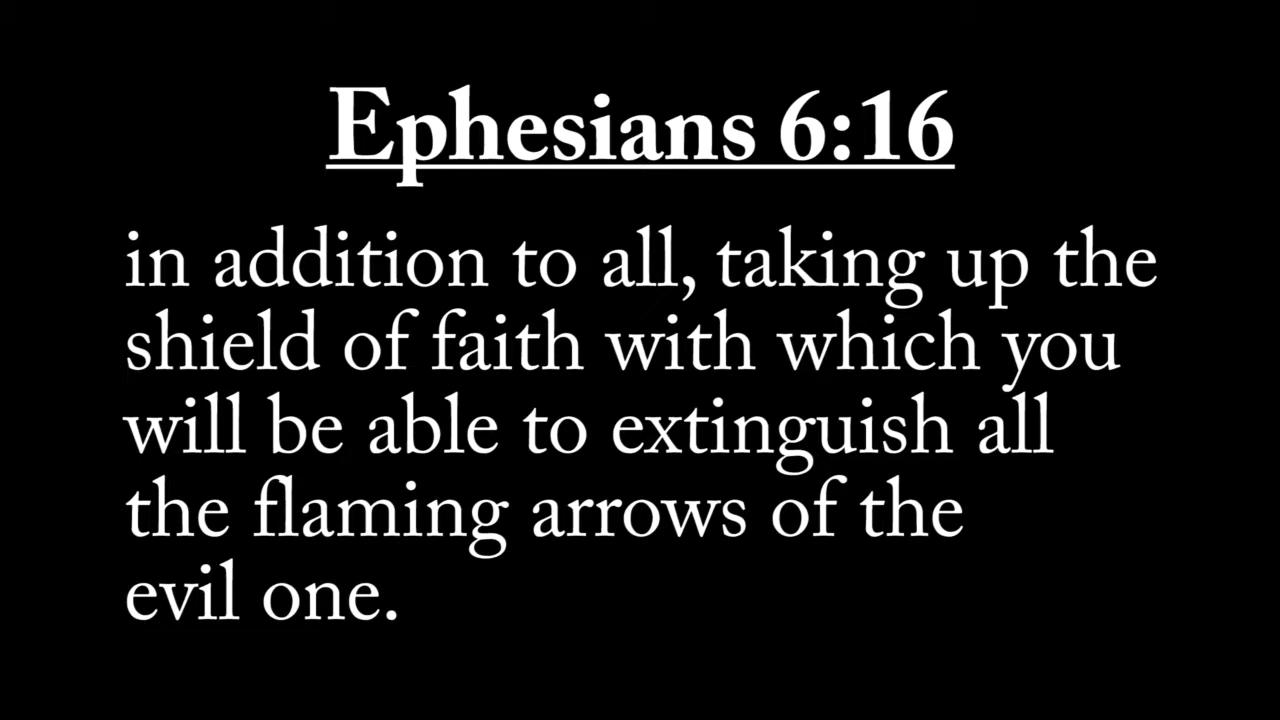 Ephesians 6:16
in addition to all, taking up the
shield of faith with which you
will be able to extinguish all
the flaming arrows of the
evil one.